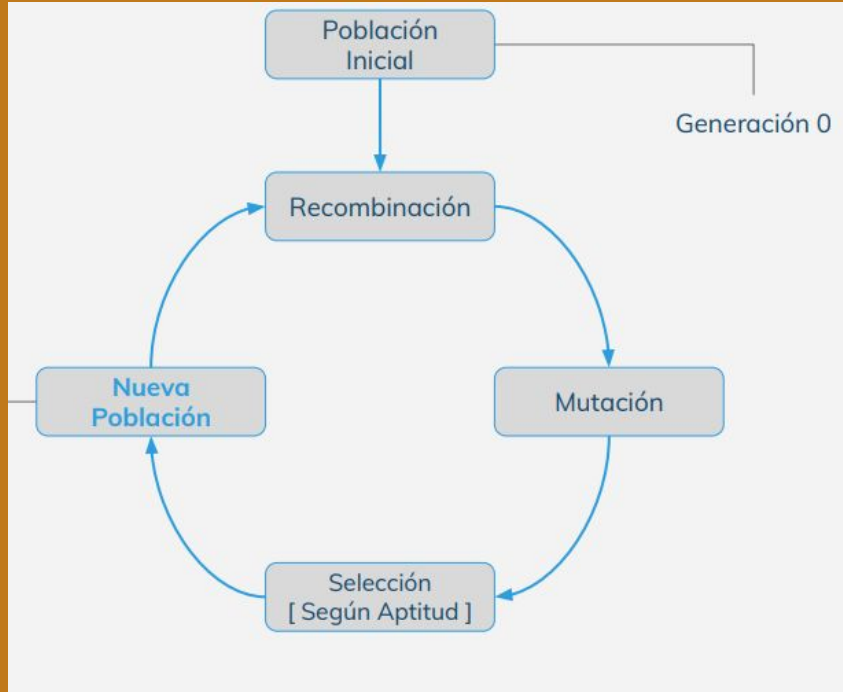 Población
Inicial
Generación 0
Recombinación
Nueva
Población
Mutación
Selección
[ Según Aptitud ]